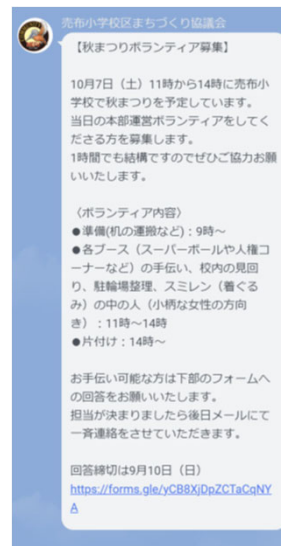 売布小学校区まちづくり協議会
【秋まつりボランティア募集】
10月7日（土）11時から14時に売布小
学校で秋まつりを予定しています。
当日の本部運営ボランティアをしてく
ださる方を募集します。
1時間でも結構ですのでぜひご協力お願
いいたします。
〈ボランティア内容〉
●準備(机の運搬など)：9時～
●各ブース（スーパーボールや人権コ
ーナーなど）の手伝い、校内の見回
り、駐輪場整理、スミレン（着ぐる
み）の中の人（小柄な女性の方向
き）：11時～14時
●片付け：14時～
お手伝い可能な方は下部のフォームへ
の回答をお願いいたします。
担当が決まりましたら後日メールにて
一斉連絡をさせていただきます。
回答締切は9月10日（日）
https://forms.gle/yCB8XjDpZCTaCqNY
A